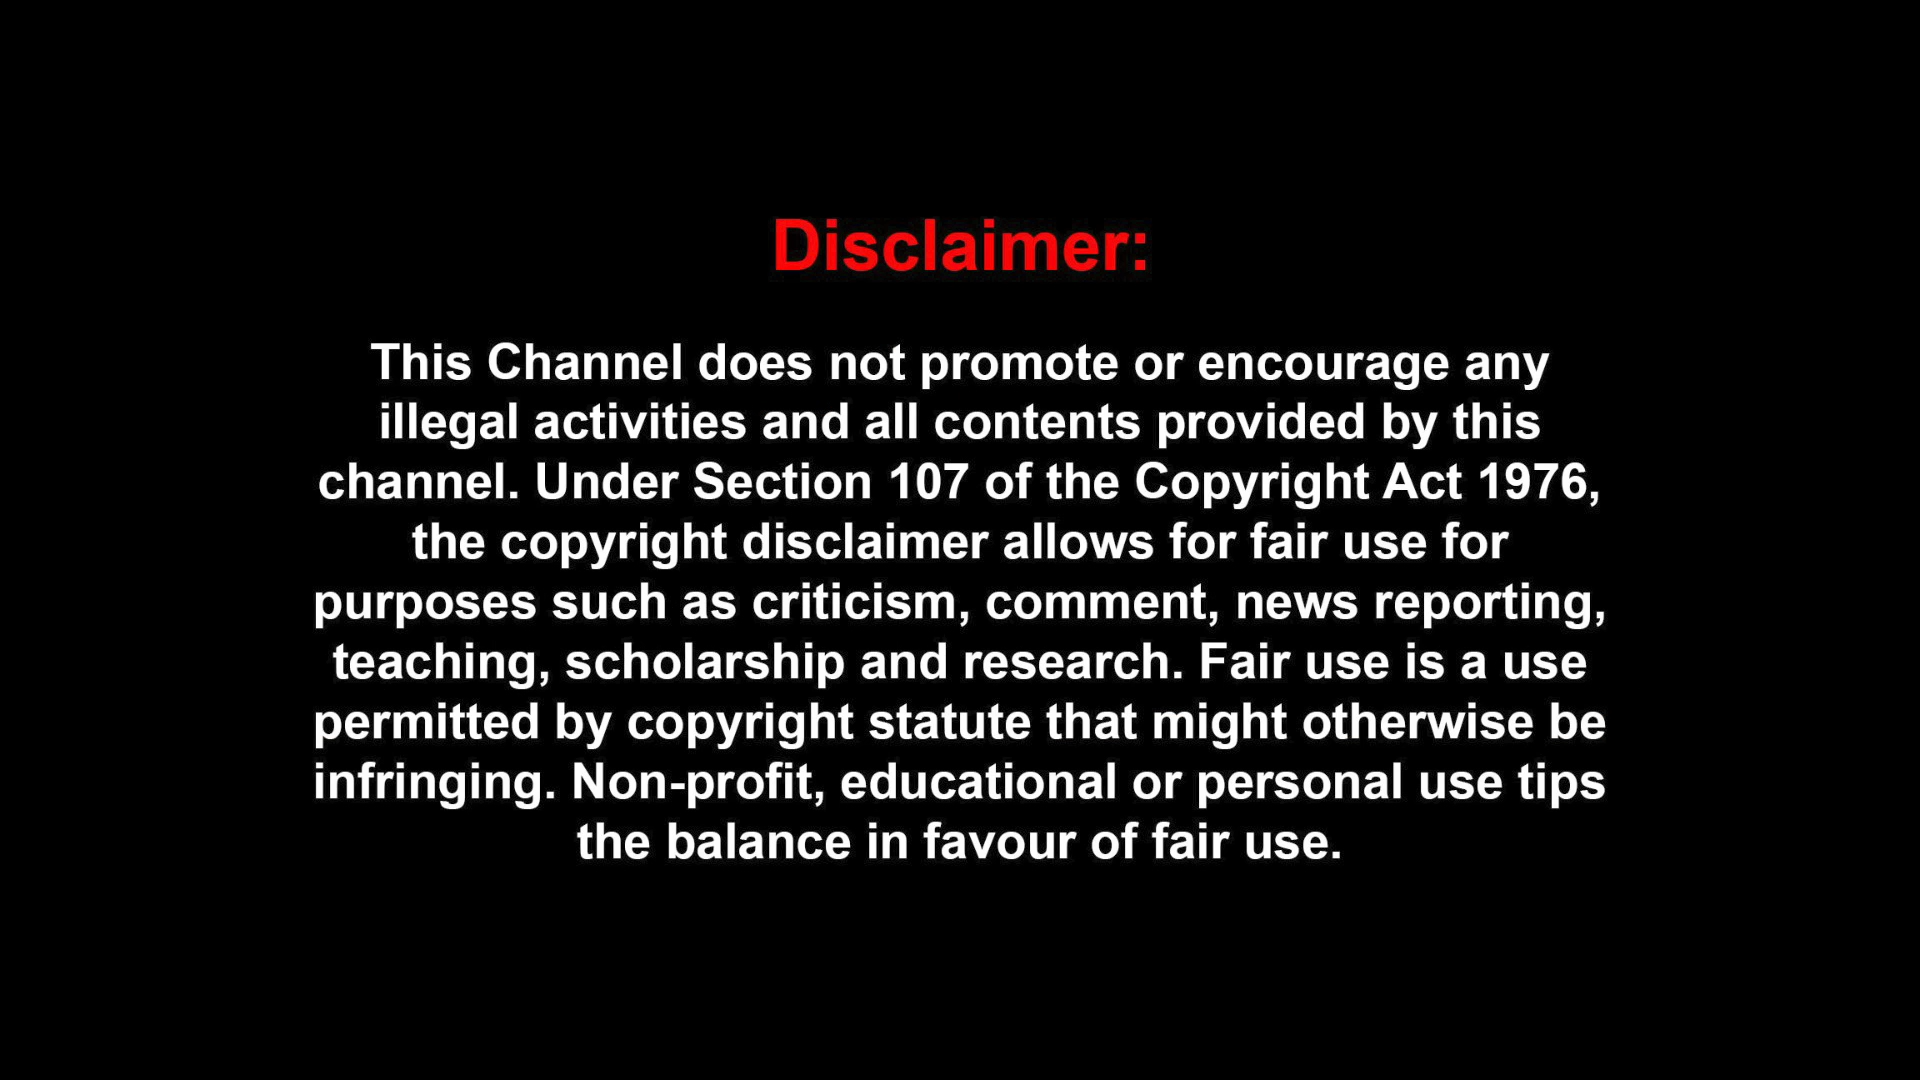 Disclaimer:
This Channel does not promote or encourage any
illegal activities and all contents provided by this
channel. Under Section 107 of the Copyright Act 1976,
the copyright disclaimer allows for fair use for
purposes such as criticism, comment, news reporting,
teaching, scholarship and research. Fair use is a use
permitted by copyright statute that might otherwise be
infringing. Non-profit, educational or personal use tips
the balance in favour of fair use.